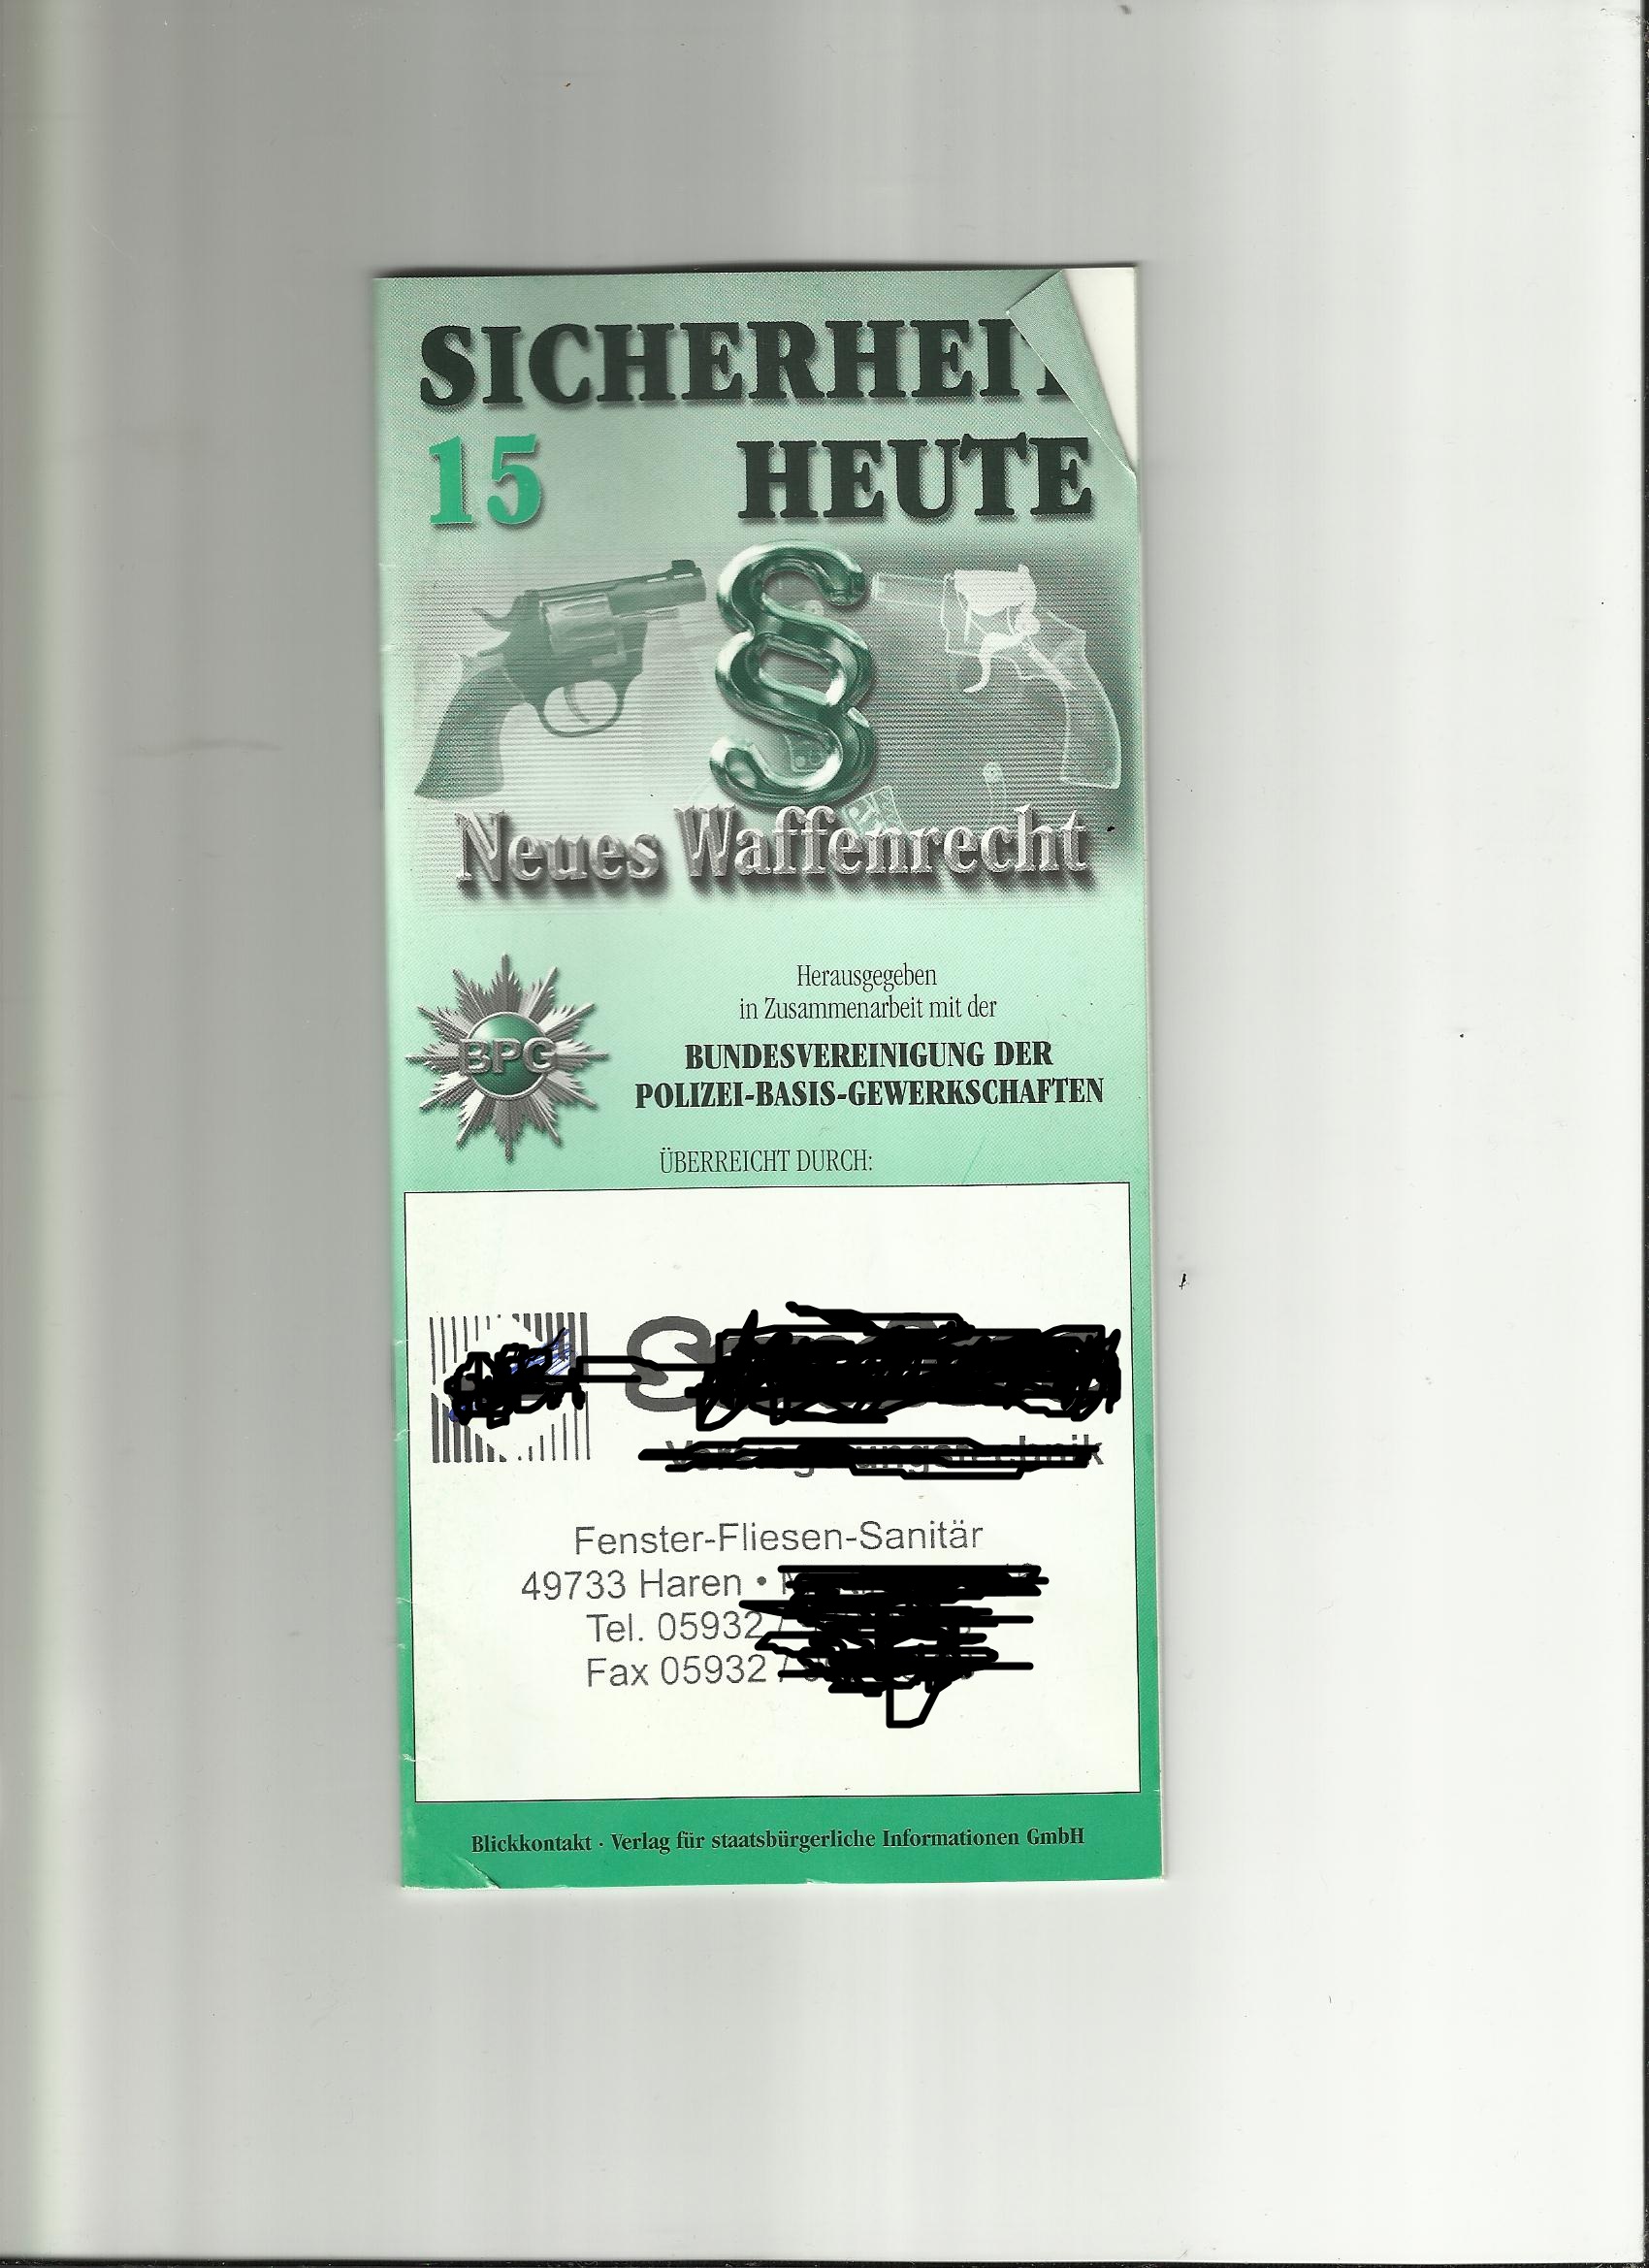 SICHERHEIT
15 HEUTE
§
Neues Waffenrecht
BPG
Herausgegeben
in Zusammenarbeit mit der
BUNDESVEREINIGUNG DER
POLIZEI-BASIS-GEWERKSCHAFTEN
ÜBERREICHT DURCH:
Fenster-Fliesen-Sanitär
49733 Haren •
Tel. 05932 /
Fax 05932 /
Blickkontakt · Verlag für staatsbürgerliche Informationen GmbH